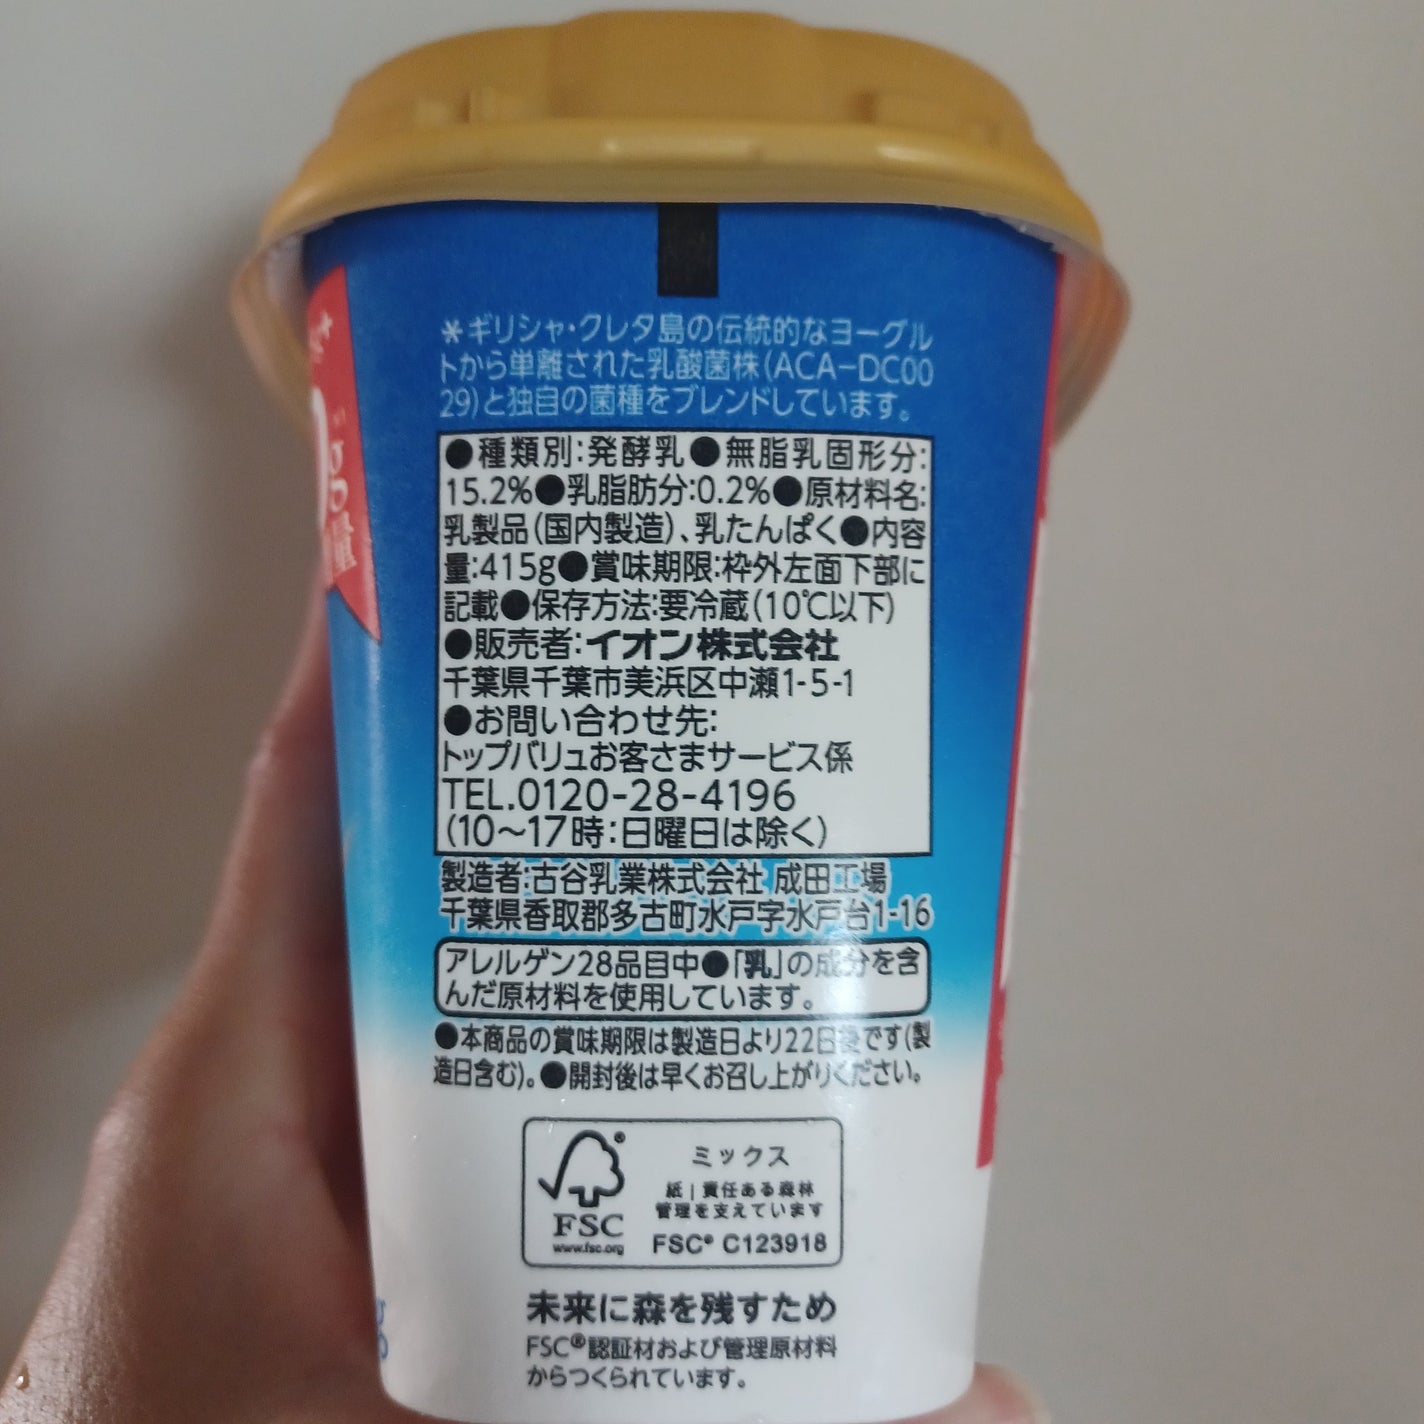 *ギリシャ・クレタ島の伝統的なヨーグル
トから単離された乳酸菌株(ACA-DC00
29)と独自の菌種をブレンドしています。
●種類別:発酵乳●無脂乳固形分:
15.2%●乳脂肪分:0.2%●原材料名:
乳製品(国内製造)、乳たんぱく●内容
量:415g●賞味期限:枠外左面下部に
記載●保存方法:要冷蔵(10℃以下)
●販売者:イオン株式会社
千葉県千葉市美浜区中瀬1-5-1
●お問い合わせ先:
トップバリュお客さまサービス係
TEL.0120-28-4196
(10～17時:日曜日は除く)
製造者:古谷乳業株式会社 成田工場
千葉県香取郡多古町水戸字水戸台1-16
アレルゲン28品目中●「乳」の成分を含
んだ原材料を使用しています。
●本商品の賞味期限は製造日より22日後です(製
造日含む)。●開封後は早くお召し上がりください。
FSC
www.fsc.org
ミックス
紙|責任ある森林
管理を支えています
FSC® C123918
未来に森を残すため
FSC®認証材および管理原材料
からつくられています。
g
量